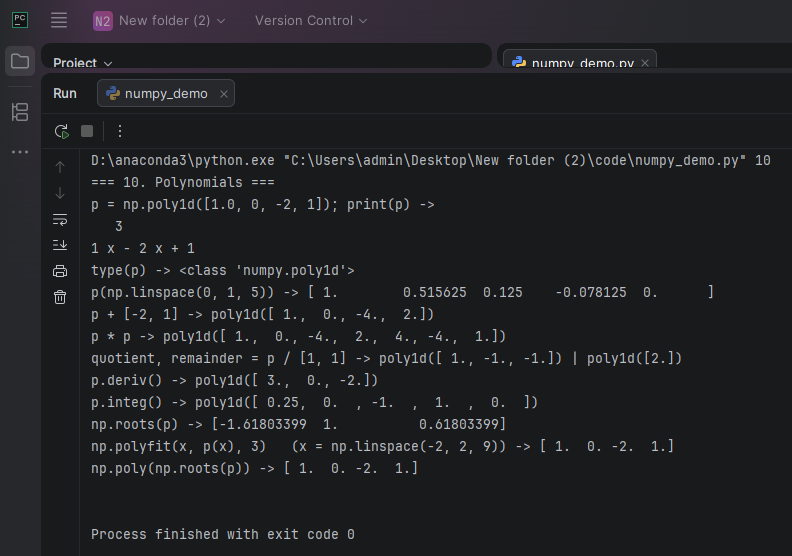 PC
N2 New folder (2) Version Control
Project
numpy_demo.py
Run numpy_demo
D:\anaconda3\python.exe "C:\Users\admin\Desktop\New folder (2)\code\numpy_demo.py" 10
=== 10. Polynomials ===
p = np.poly1d([1.0, 0, -2, 1]); print(p) ->
   3
1 x - 2 x + 1
type(p) -> <class 'numpy.poly1d'>
p(np.linspace(0, 1, 5)) -> [ 1.        0.515625  0.125    -0.078125  0.      ]
p + [-2, 1] -> poly1d([ 1.,  0., -4.,  2.])
p * p -> poly1d([ 1.,  0., -4.,  2.,  4., -4.,  1.])
quotient, remainder = p / [1, 1] -> poly1d([ 1., -1., -1.]) | poly1d([2.])
p.deriv() -> poly1d([ 3.,  0., -2.])
p.integ() -> poly1d([ 0.25,  0.  , -1.  ,  1.  ,  0.  ])
np.roots(p) -> [-1.61803399  1.          0.61803399]
np.polyfit(x, p(x), 3)   (x = np.linspace(-2, 2, 9)) -> [ 1.  0. -2.  1.]
np.poly(np.roots(p)) -> [ 1.  0. -2.  1.]
Process finished with exit code 0